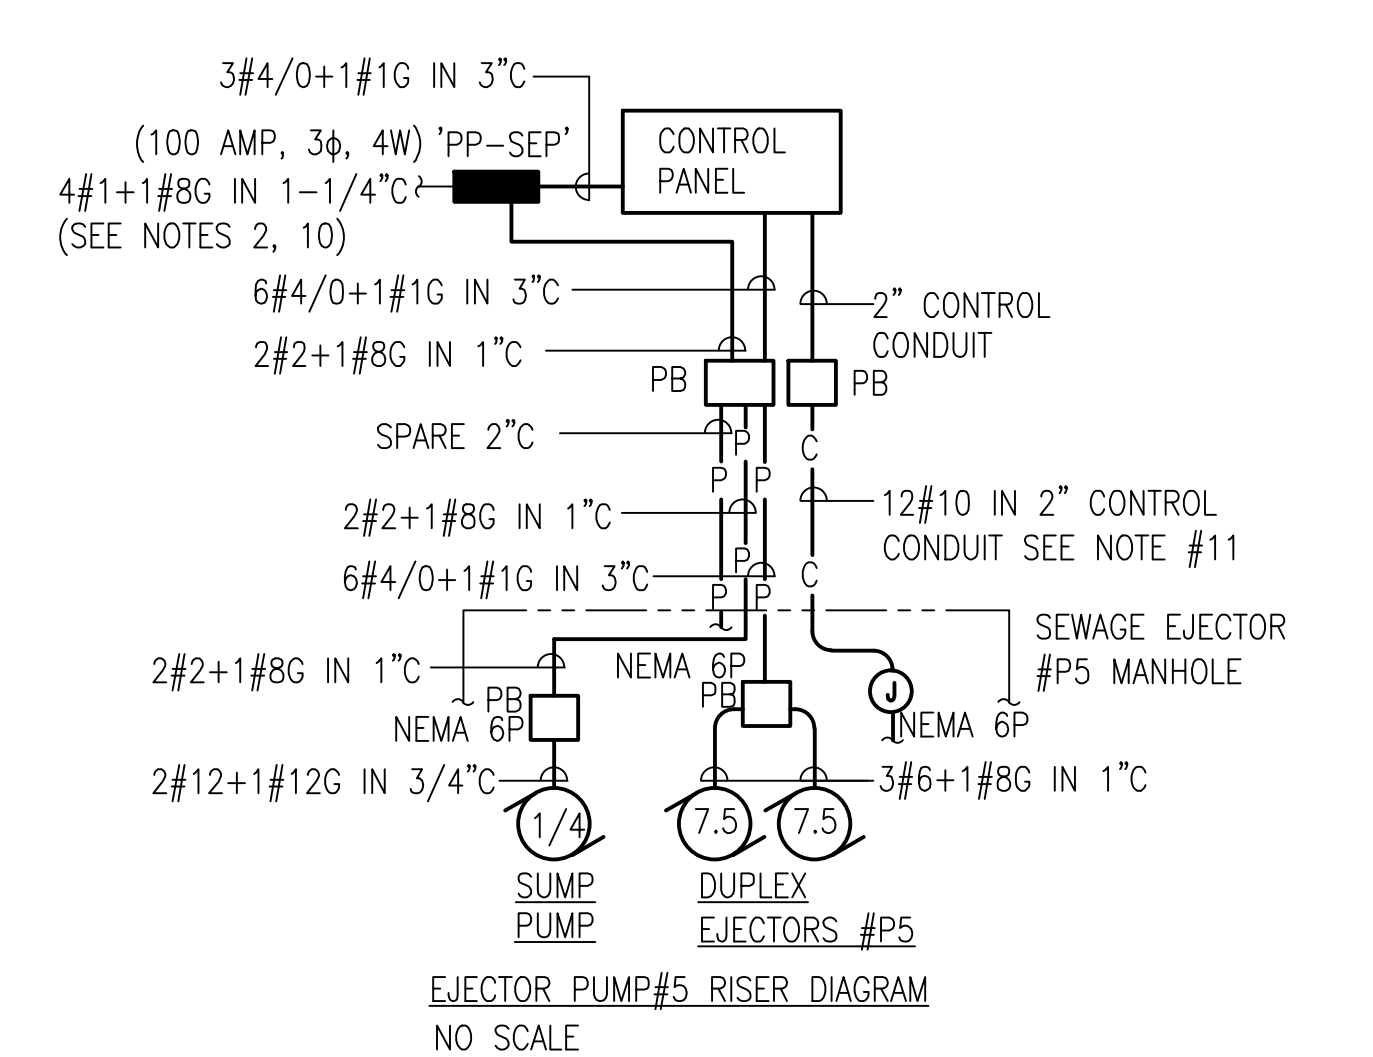 3#4/0+1#1G IN 3"C
(100 AMP, 3ϕ, 4W) 'PP-SEP'
CONTROL
PANEL
4#1+1#8G IN 1-1/4"C
(SEE NOTES 2, 10)
6#4/0+1#1G IN 3"C
2" CONTROL
CONDUIT
2#2+1#8G IN 1"C
PB
PB
SPARE 2"C
P
C
P
P
12#10 IN 2" CONTROL
CONDUIT SEE NOTE #11
2#2+1#8G IN 1"C
P
C
6#4/0+1#1G IN 3"C
P
P
SEWAGE EJECTOR
#P5 MANHOLE
2#2+1#8G IN 1"C
NEMA 6P
PB
J
PB
NEMA 6P
NEMA 6P
2#12+1#12G IN 3/4"C
3#6+1#8G IN 1"C
1/4
7.5
7.5
SUMP
PUMP
DUPLEX
EJECTORS #P5
EJECTOR PUMP#5 RISER DIAGRAM
NO SCALE